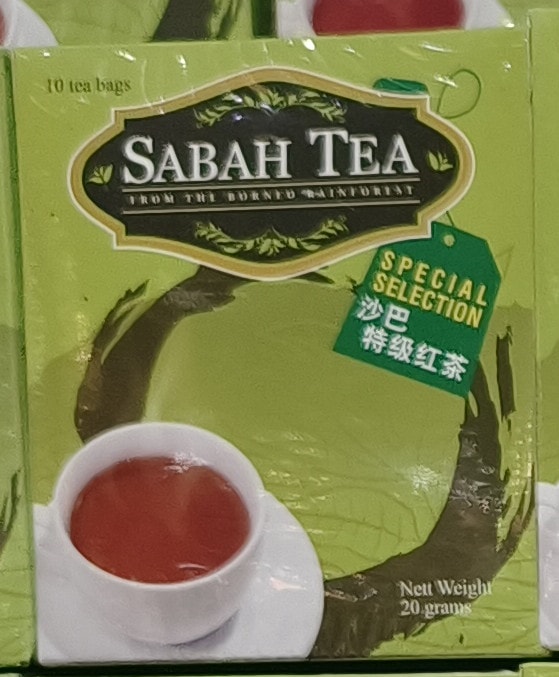 10 tea bags
SABAH TEA
FROM THE BORNEO RAINFOREST
SPECIAL
SELECTION
沙巴
特级红茶
Nett Weight
20 grams